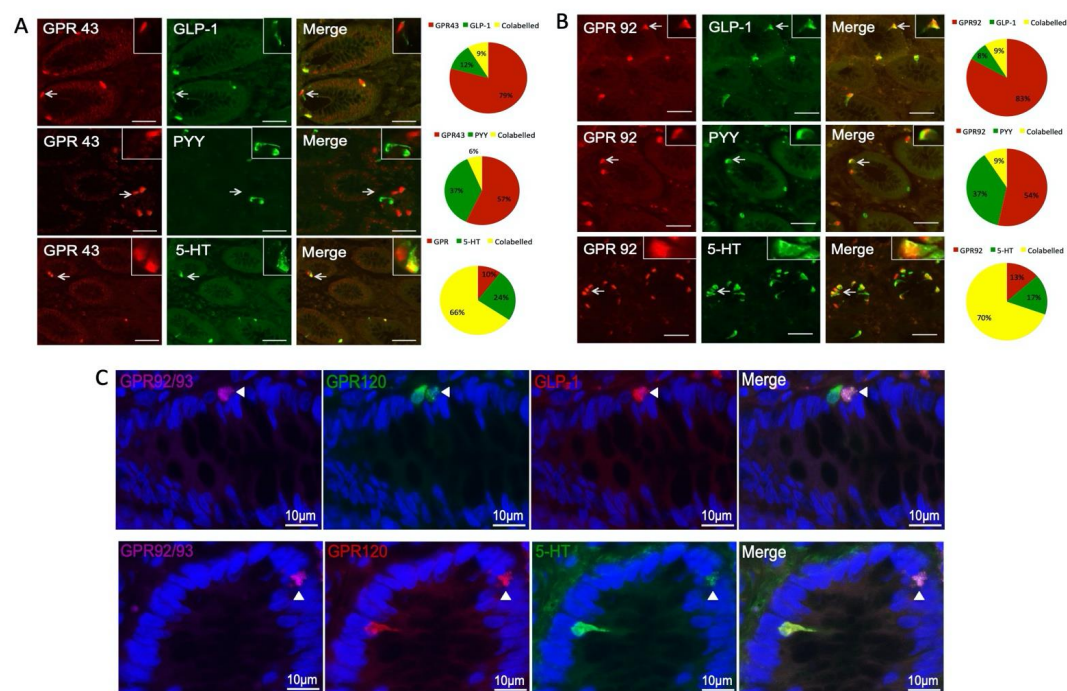 A
GPR 43
GLP-1
Merge
GPR43 GLP-1 Colabelled
9%
12%
79%
GPR 43
PYY
Merge
GPR43 PYY Colabelled
6%
37%
57%
GPR 43
5-HT
Merge
GPR 5-HT Colabelled
10%
24%
66%
B
GPR 92
GLP-1
Merge
GPR92 GLP-1 Colabelled
9%
8%
83%
GPR 92
PYY
Merge
GPR92 PYY Colabelled
9%
37%
54%
GPR 92
5-HT
Merge
GPR92 5-HT Colabelled
13%
17%
70%
C
GPR92/93
GPR120
GLP-1
Merge
10µm
10µm
10µm
10µm
GPR92/93
GPR120
5-HT
Merge
10µm
10µm
10µm
10µm